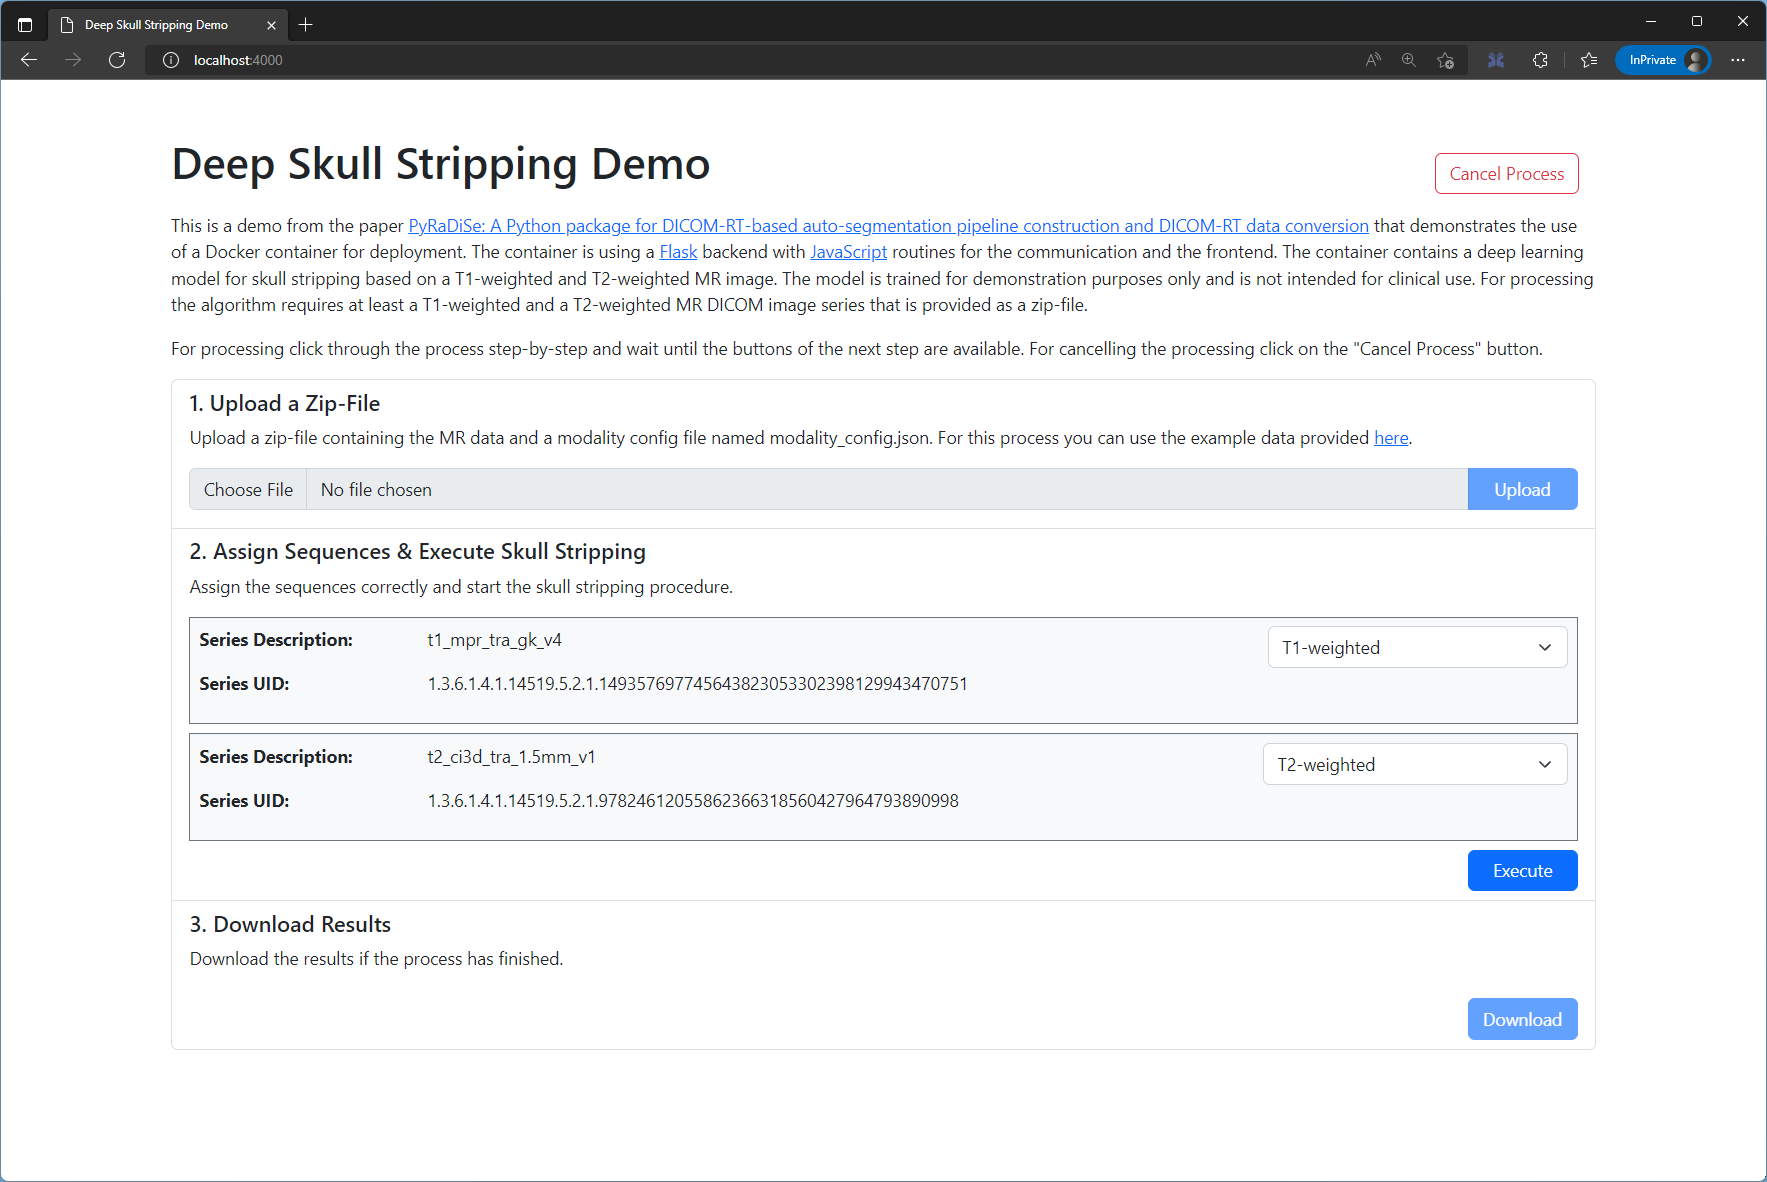 Deep Skull Stripping Demo
localhost:4000
InPrivate
Deep Skull Stripping Demo
Cancel Process
This is a demo from the paper PyRaDiSe: A Python package for DICOM-RT-based auto-segmentation pipeline construction and DICOM-RT data conversion that demonstrates the use
of a Docker container for deployment. The container is using a Flask backend with JavaScript routines for the communication and the frontend. The container contains a deep learning
model for skull stripping based on a T1-weighted and T2-weighted MR image. The model is trained for demonstration purposes only and is not intended for clinical use. For processing
the algorithm requires at least a T1-weighted and a T2-weighted MR DICOM image series that is provided as a zip-file.
For processing click through the process step-by-step and wait until the buttons of the next step are available. For cancelling the processing click on the "Cancel Process" button.
1. Upload a Zip-File
Upload a zip-file containing the MR data and a modality config file named modality_config.json. For this process you can use the example data provided here.
Choose File No file chosen Upload
2. Assign Sequences & Execute Skull Stripping
Assign the sequences correctly and start the skull stripping procedure.
Series Description: t1_mpr_tra_gk_v4 T1-weighted
Series UID: 1.3.6.1.4.1.14519.5.2.1.149357697745643823053302398129943470751
Series Description: t2_ci3d_tra_1.5mm_v1 T2-weighted
Series UID: 1.3.6.1.4.1.14519.5.2.1.97824612055862366318560427964793890998
Execute
3. Download Results
Download the results if the process has finished.
Download